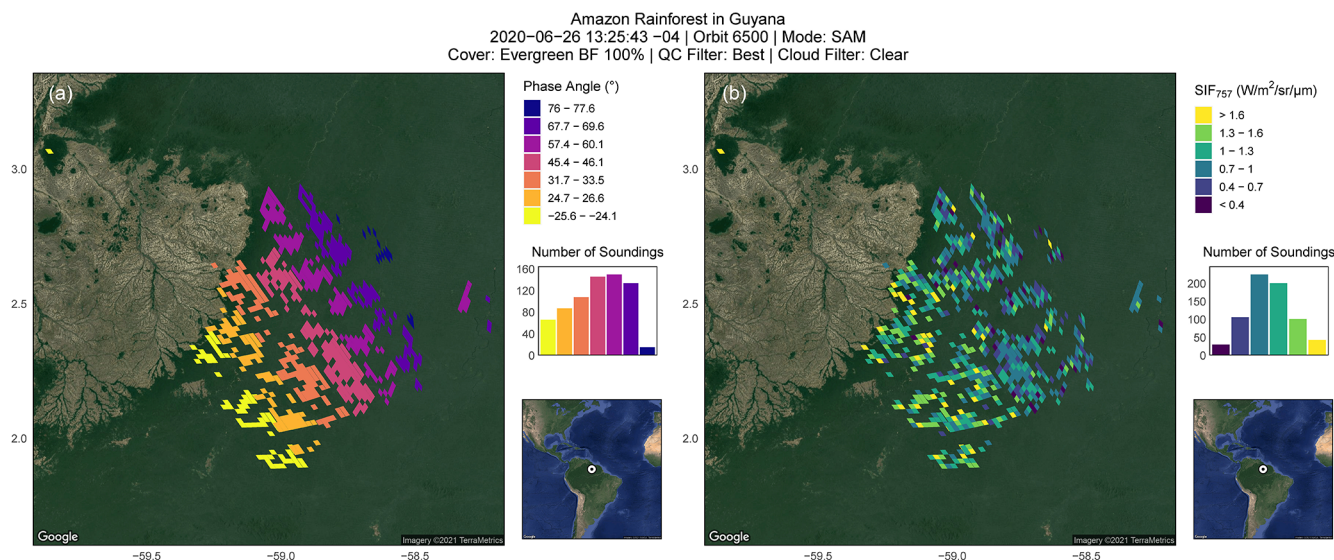 Amazon Rainforest in Guyana
2020−06−26 13:25:43 −04 | Orbit 6500 | Mode: SAM
Cover: Evergreen BF 100% | QC Filter: Best | Cloud Filter: Clear
(a)
3.0
2.5
2.0
−59.5
−59.0
−58.5
Google
Imagery ©2021 TerraMetrics
Phase Angle (°)
76 − 77.6
67.7 − 69.6
57.4 − 60.1
45.4 − 46.1
31.7 − 33.5
24.7 − 26.6
−25.6 − −24.1
Number of Soundings
160
120
80
40
0
(b)
3.0
2.5
2.0
−59.5
−59.0
−58.5
Google
Imagery ©2021 TerraMetrics
SIF757 (W/m²/sr/μm)
> 1.6
1.3 − 1.6
1 − 1.3
0.7 − 1
0.4 − 0.7
< 0.4
Number of Soundings
200
150
100
50
0